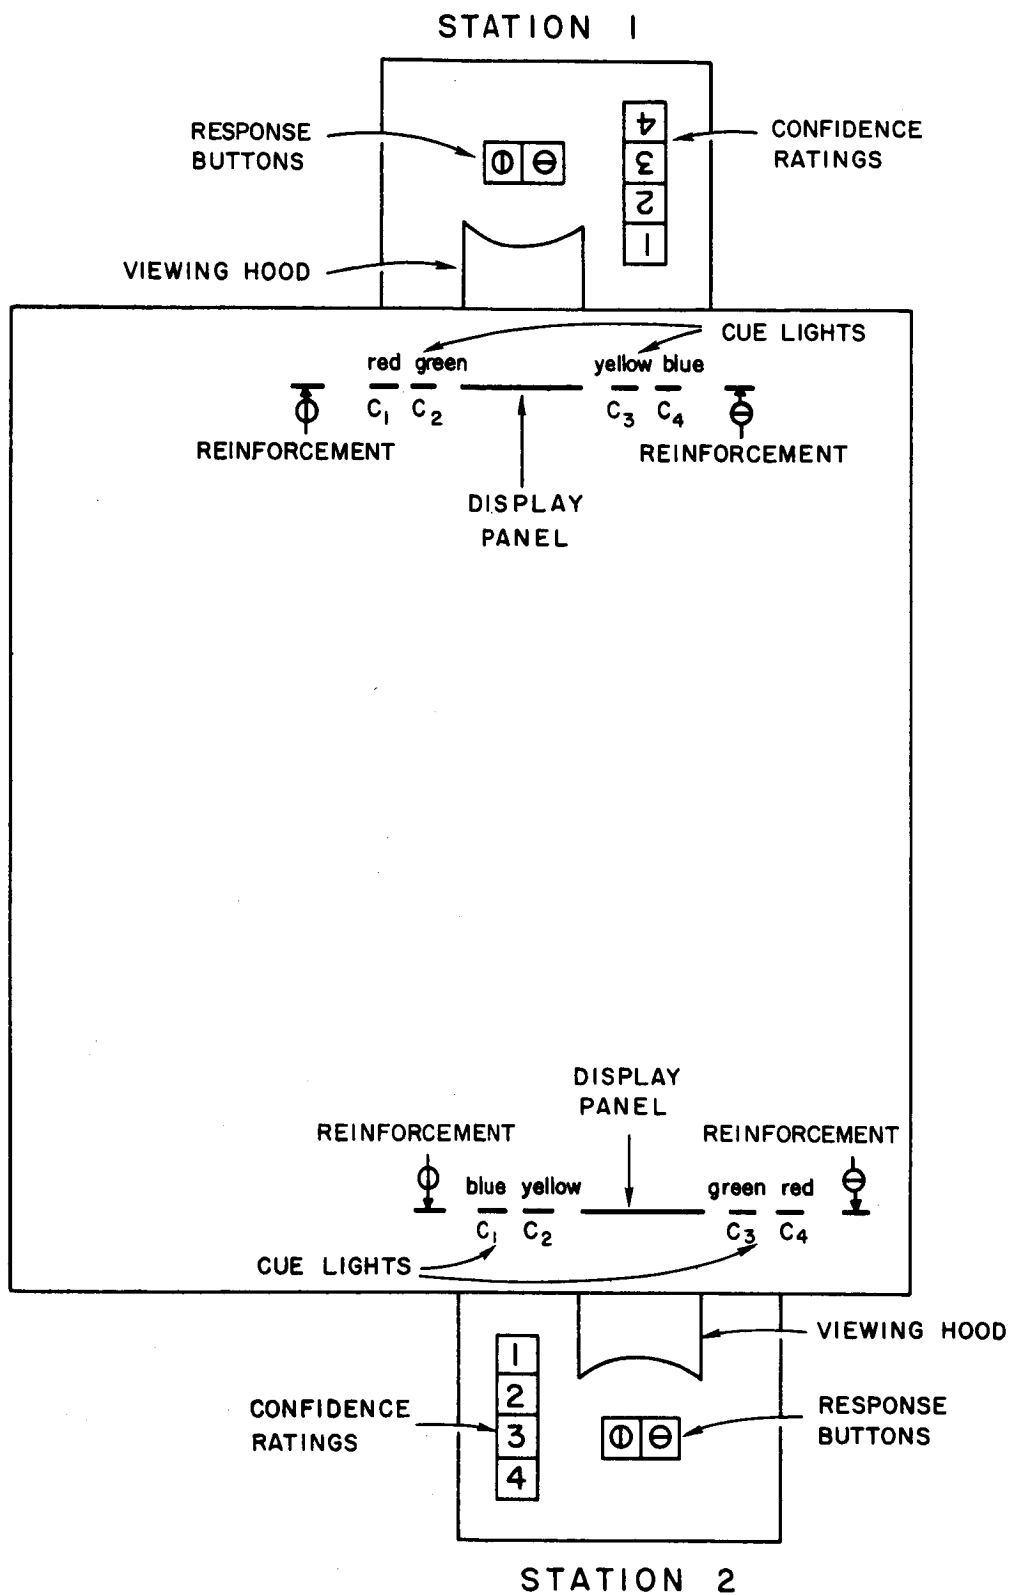 STATION 1
RESPONSE
BUTTONS
CONFIDENCE
RATINGS
4
3
2
1
VIEWING HOOD
CUE LIGHTS
red green
yellow blue
C1 C2
C3 C4
REINFORCEMENT
REINFORCEMENT
DISPLAY
PANEL
DISPLAY
PANEL
REINFORCEMENT
REINFORCEMENT
blue yellow
green red
C1 C2
C3 C4
CUE LIGHTS
VIEWING HOOD
1
2
3
4
CONFIDENCE
RATINGS
RESPONSE
BUTTONS
STATION 2